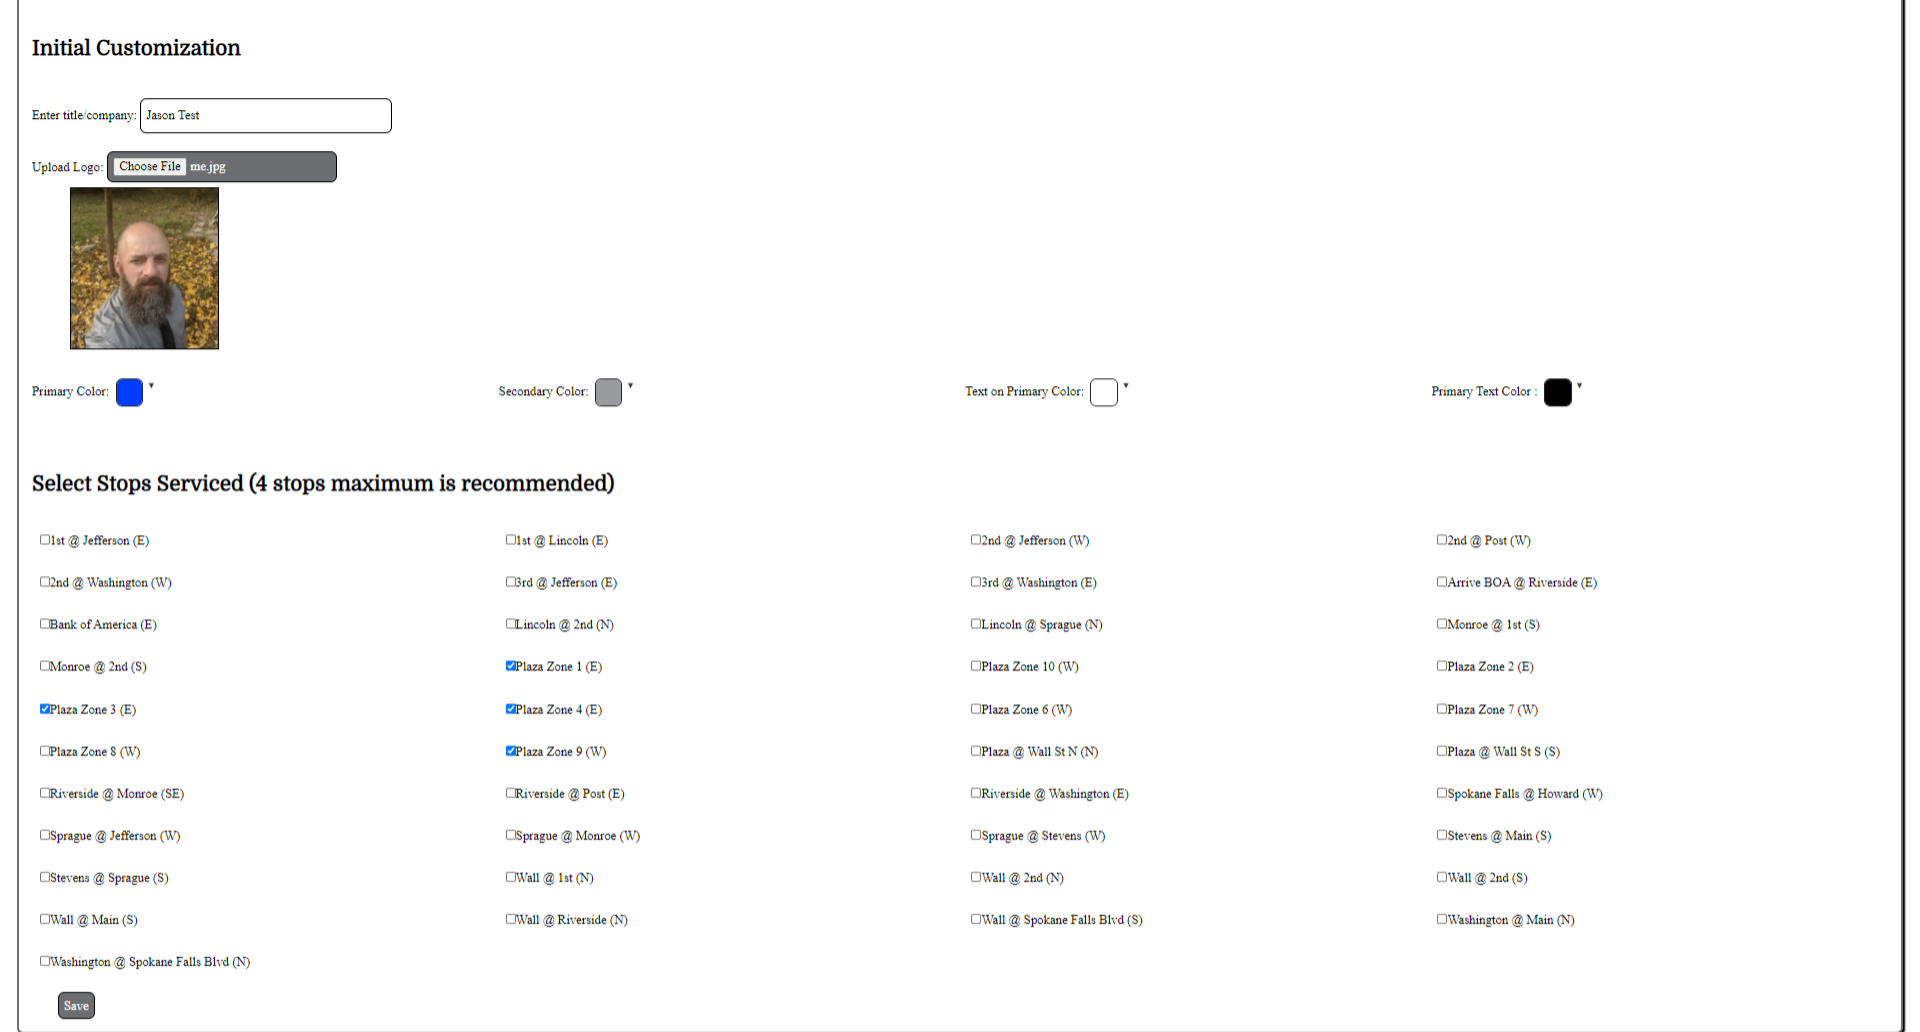 Initial Customization
Enter title/company: Jason Test
Upload Logo: Choose File me.jpg
Primary Color: Secondary Color: Text on Primary Color: Primary Text Color :
Select Stops Serviced (4 stops maximum is recommended)
1st @ Jefferson (E) 1st @ Lincoln (E) 2nd @ Jefferson (W) 2nd @ Post (W)
2nd @ Washington (W) 3rd @ Jefferson (E) 3rd @ Washington (E) Arrive BOA @ Riverside (E)
Bank of America (E) Lincoln @ 2nd (N) Lincoln @ Sprague (N) Monroe @ 1st (S)
Monroe @ 2nd (S) Plaza Zone 1 (E) Plaza Zone 10 (W) Plaza Zone 2 (E)
Plaza Zone 3 (E) Plaza Zone 4 (E) Plaza Zone 6 (W) Plaza Zone 7 (W)
Plaza Zone 8 (W) Plaza Zone 9 (W) Plaza @ Wall St N (N) Plaza @ Wall St S (S)
Riverside @ Monroe (SE) Riverside @ Post (E) Riverside @ Washington (E) Spokane Falls @ Howard (W)
Sprague @ Jefferson (W) Sprague @ Monroe (W) Sprague @ Stevens (W) Stevens @ Main (S)
Stevens @ Sprague (S) Wall @ 1st (N) Wall @ 2nd (N) Wall @ 2nd (S)
Wall @ Main (S) Wall @ Riverside (N) Wall @ Spokane Falls Blvd (S) Washington @ Main (N)
Washington @ Spokane Falls Blvd (N)
Save